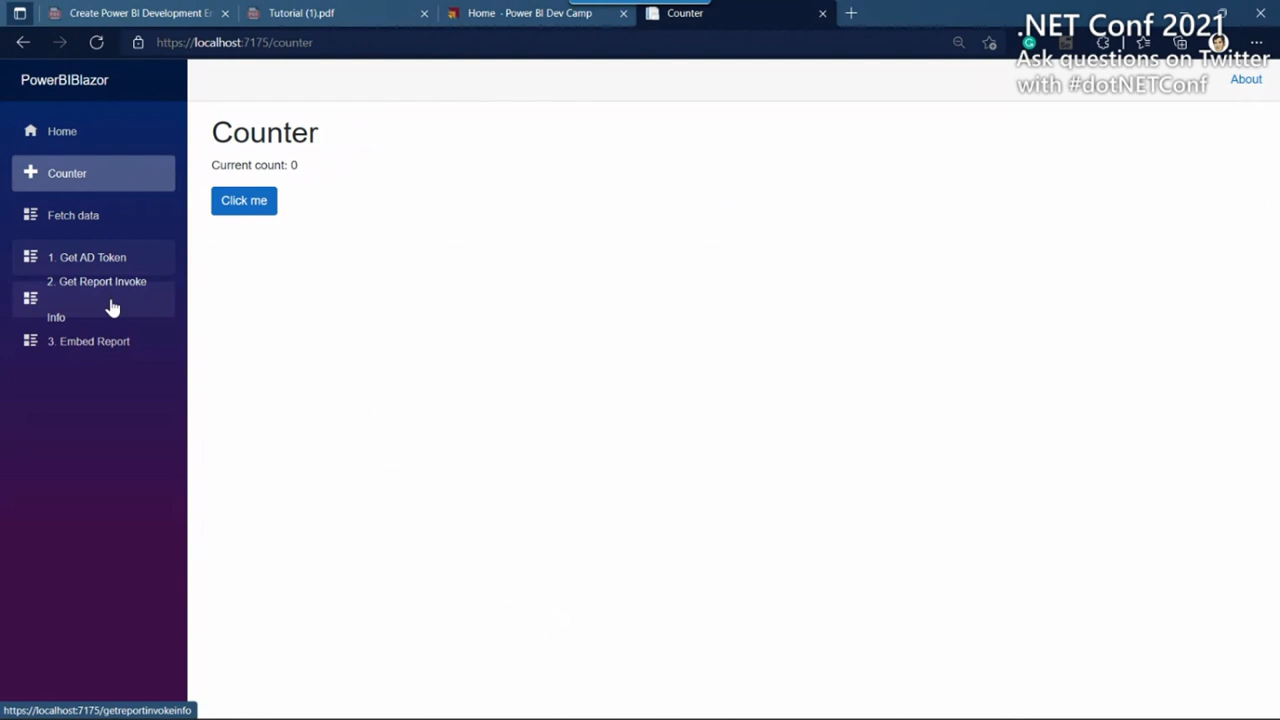 Create Power BI Development Er
Tutorial (1).pdf
Home - Power BI Dev Camp
Counter
https://localhost:7175/counter
.NET Conf 2021
Ask questions on Twitter
with #dotNETConf
PowerBIBlazor
About
Home
Counter
Fetch data
1. Get AD Token
2. Get Report Invoke
Info
3. Embed Report
Counter
Current count: 0
Click me
https://localhost:7175/getreportinvokeinfo